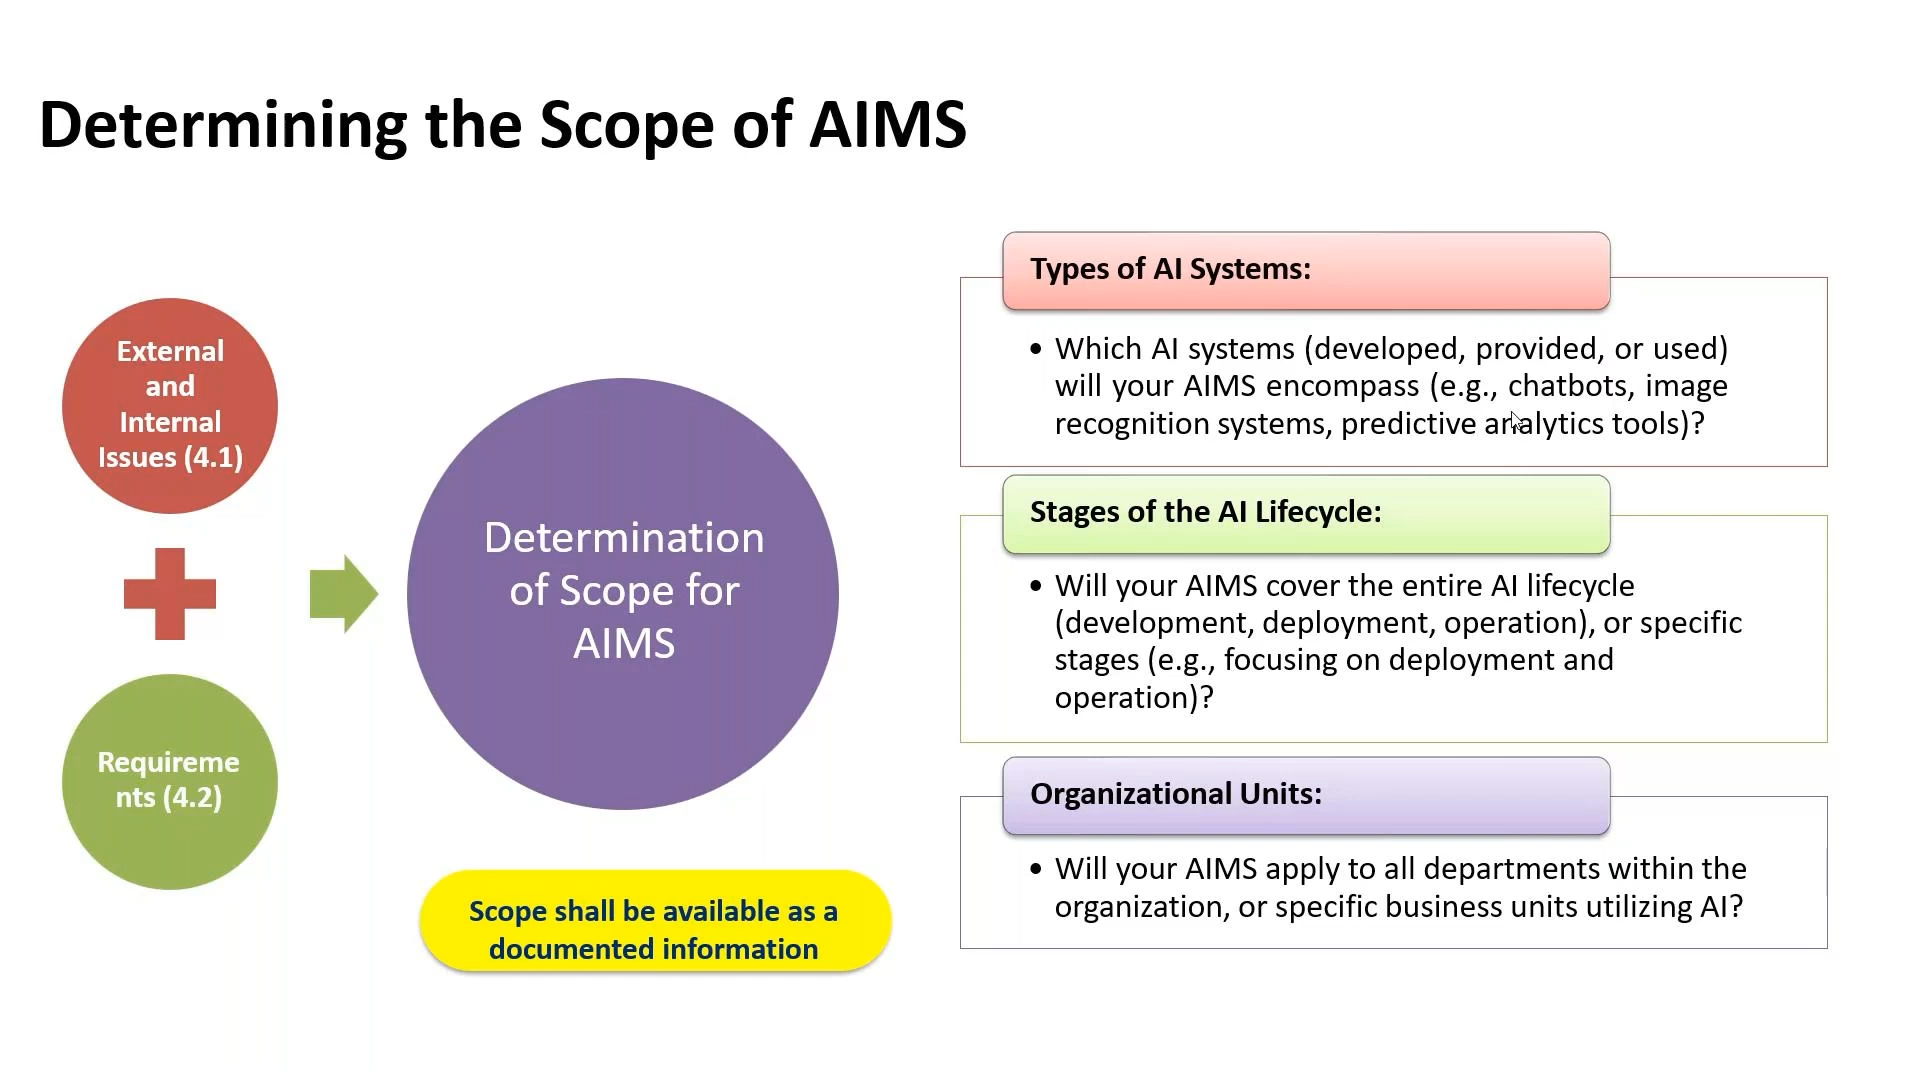 Determining the Scope of AIMS
External
and
Internal
Issues (4.1)
Requireme
nts (4.2)
Determination
of Scope for
AIMS
Scope shall be available as a
documented information
Types of AI Systems:
• Which AI systems (developed, provided, or used)
will your AIMS encompass (e.g., chatbots, image
recognition systems, predictive analytics tools)?
Stages of the AI Lifecycle:
• Will your AIMS cover the entire AI lifecycle
(development, deployment, operation), or specific
stages (e.g., focusing on deployment and
operation)?
Organizational Units:
• Will your AIMS apply to all departments within the
organization, or specific business units utilizing AI?